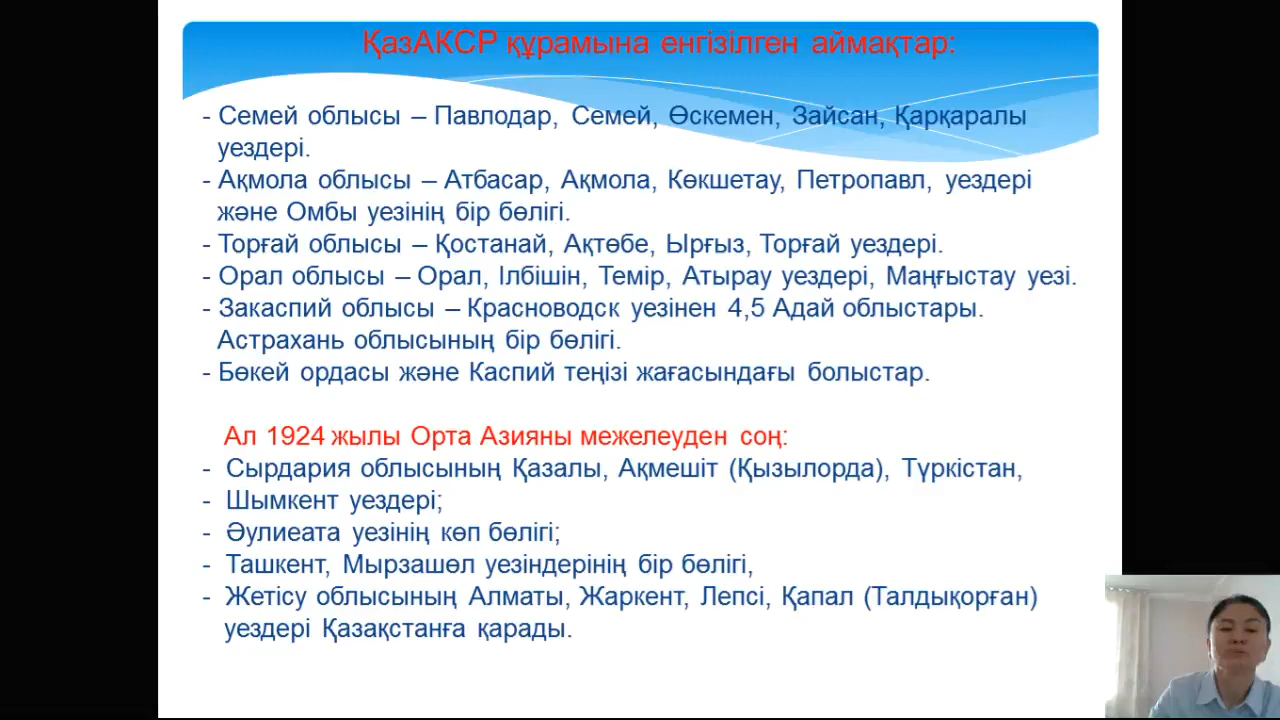 ҚазАКСР құрамына енгізілген аймақтар:
- Семей облысы – Павлодар, Семей, Өскемен, Зайсан, Қарқаралы
уездері.
- Ақмола облысы – Атбасар, Ақмола, Көкшетау, Петропавл, уездері
және Омбы уезінің бір бөлігі.
- Торғай облысы – Қостанай, Ақтөбе, Ырғыз, Торғай уездері.
- Орал облысы – Орал, Ілбішін, Темір, Атырау уездері, Маңғыстау уезі.
- Закаспий облысы – Красноводск уезінен 4,5 Адай облыстары.
Астрахань облысының бір бөлігі.
- Бөкей ордасы және Каспий теңізі жағасындағы болыстар.
Ал 1924 жылы Орта Азияны межелеуден соң:
- Сырдария облысының Қазалы, Ақмешіт (Қызылорда), Түркістан,
- Шымкент уездері;
- Әулиеата уезінің көп бөлігі;
- Ташкент, Мырзашөл уезіндерінің бір бөлігі,
- Жетісу облысының Алматы, Жаркент, Лепсі, Қапал (Талдықорған)
уездері Қазақстанға қарады.